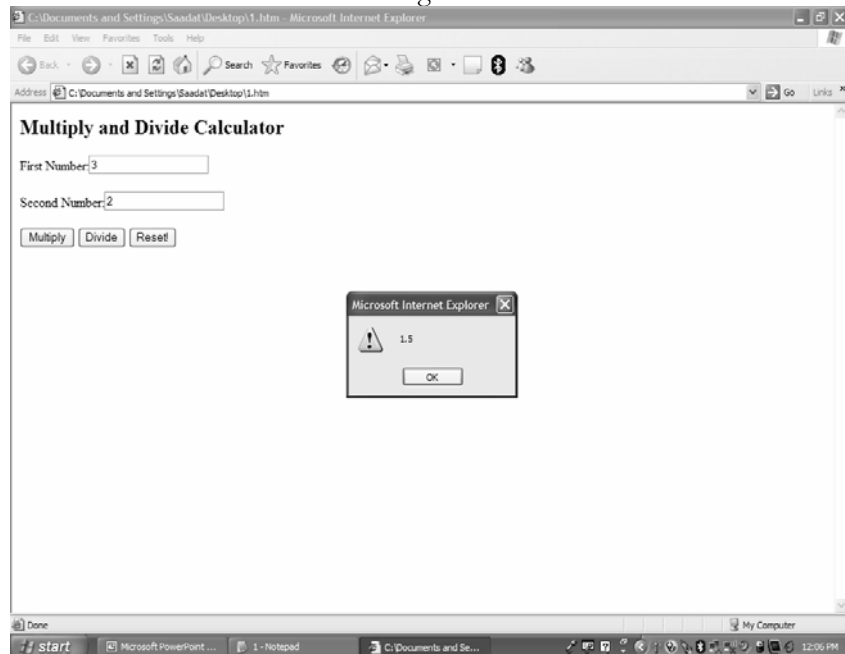 C:\Documents and Settings\Saadat\Desktop\1.htm - Microsoft Internet Explorer
File Edit View Favorites Tools Help
Back Search Favorites
Address C:\Documents and Settings\Saadat\Desktop\1.htm Go Links
Multiply and Divide Calculator
First Number:3
Second Number:2
Multiply Divide Reset!
Microsoft Internet Explorer
1.5
OK
Done My Computer
start Microsoft PowerPoint ... 1 - Notepad C:\Documents and Se... 12:06 PM